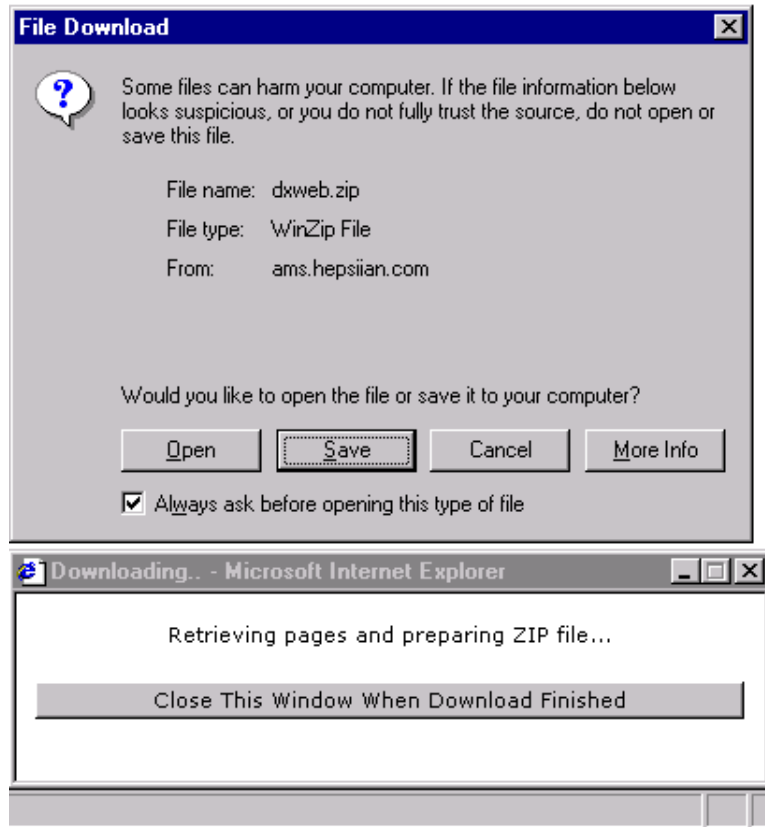 File Download
Some files can harm your computer. If the file information below
looks suspicious, or you do not fully trust the source, do not open or
save this file.
File name: dxweb.zip
File type: WinZip File
From: ams.hepsiian.com
Would you like to open the file or save it to your computer?
Open Save Cancel More Info
Always ask before opening this type of file
Downloading.. - Microsoft Internet Explorer
Retrieving pages and preparing ZIP file...
Close This Window When Download Finished